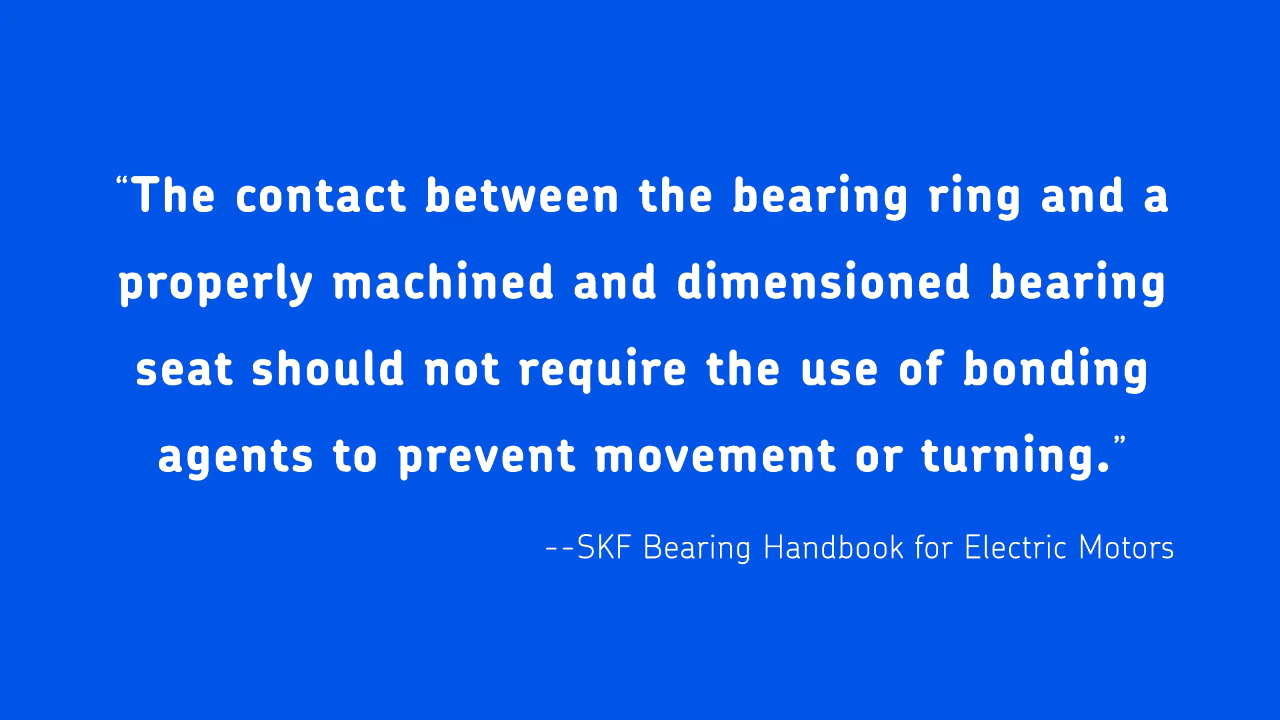 “The contact between the bearing ring and a
properly machined and dimensioned bearing
seat should not require the use of bonding
agents to prevent movement or turning.”
--SKF Bearing Handbook for Electric Motors